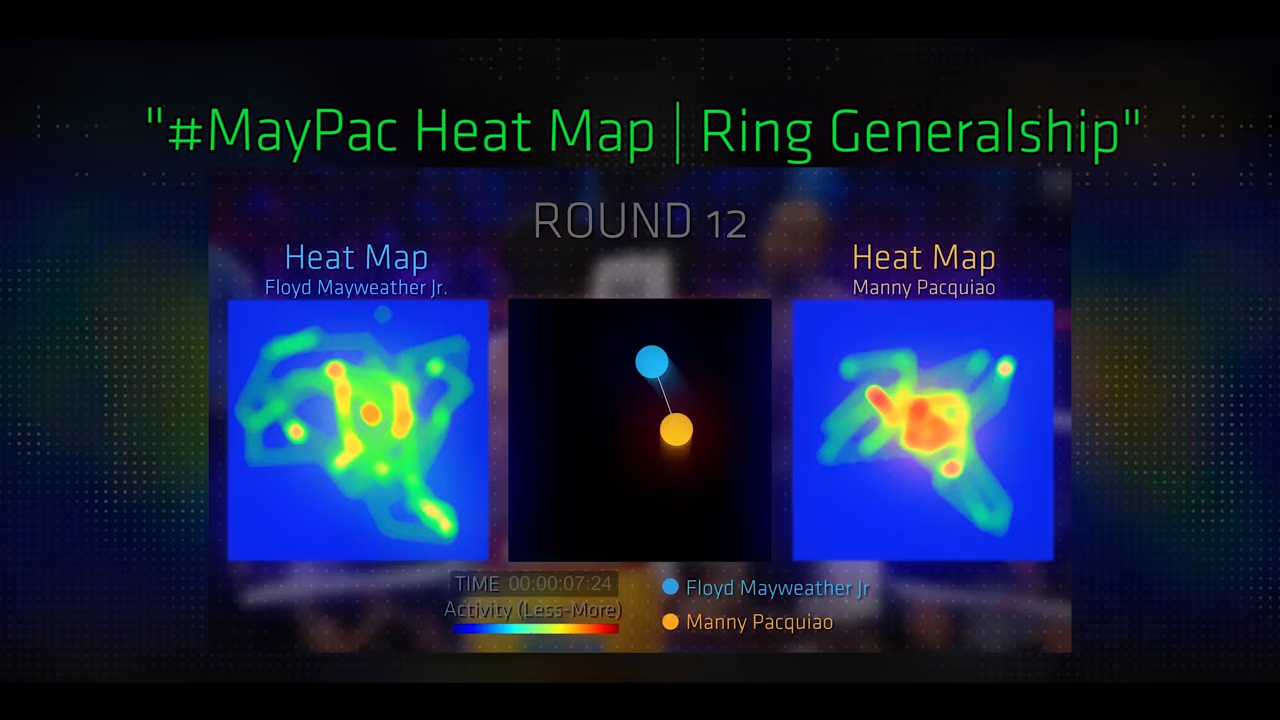 "#MayPac Heat Map | Ring Generalship"
ROUND 12
Heat Map
Floyd Mayweather Jr.
Heat Map
Manny Pacquiao
TIME 00:00:07:24
Activity (Less-More)
Floyd Mayweather Jr
Manny Pacquiao